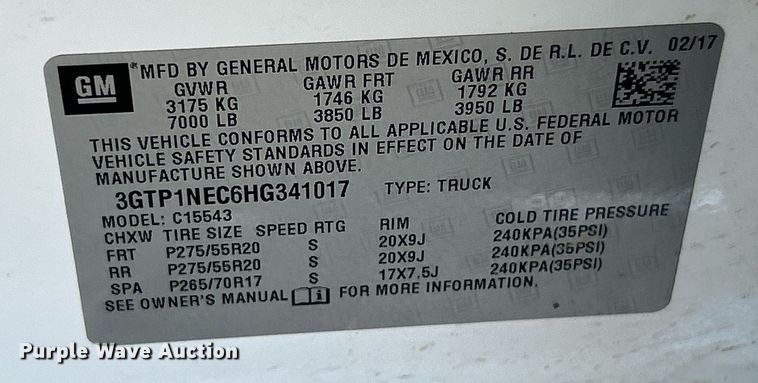 GM *MFD BY GENERAL MOTORS DE MEXICO, S. DE R.L. DE C.V. 02/17
GVWR GAWR FRT GAWR RR
3175 KG 1746 KG 1792 KG
7000 LB 3850 LB 3950 LB
THIS VEHICLE CONFORMS TO ALL APPLICABLE U.S. FEDERAL MOTOR
VEHICLE SAFETY STANDARDS IN EFFECT ON THE DATE OF
MANUFACTURE SHOWN ABOVE.
3GTP1NEC6HG341017 TYPE: TRUCK
MODEL: C15543
CHXW TIRE SIZE SPEED RTG RIM COLD TIRE PRESSURE
FRT P275/55R20 S 20X9J 240KPA(35PSI)
RR P275/55R20 S 20X9J 240KPA(35PSI)
SPA P265/70R17 S 17X7.5J 240KPA(35PSI)
SEE OWNER'S MANUAL FOR MORE INFORMATION.
Purple Wave Auction